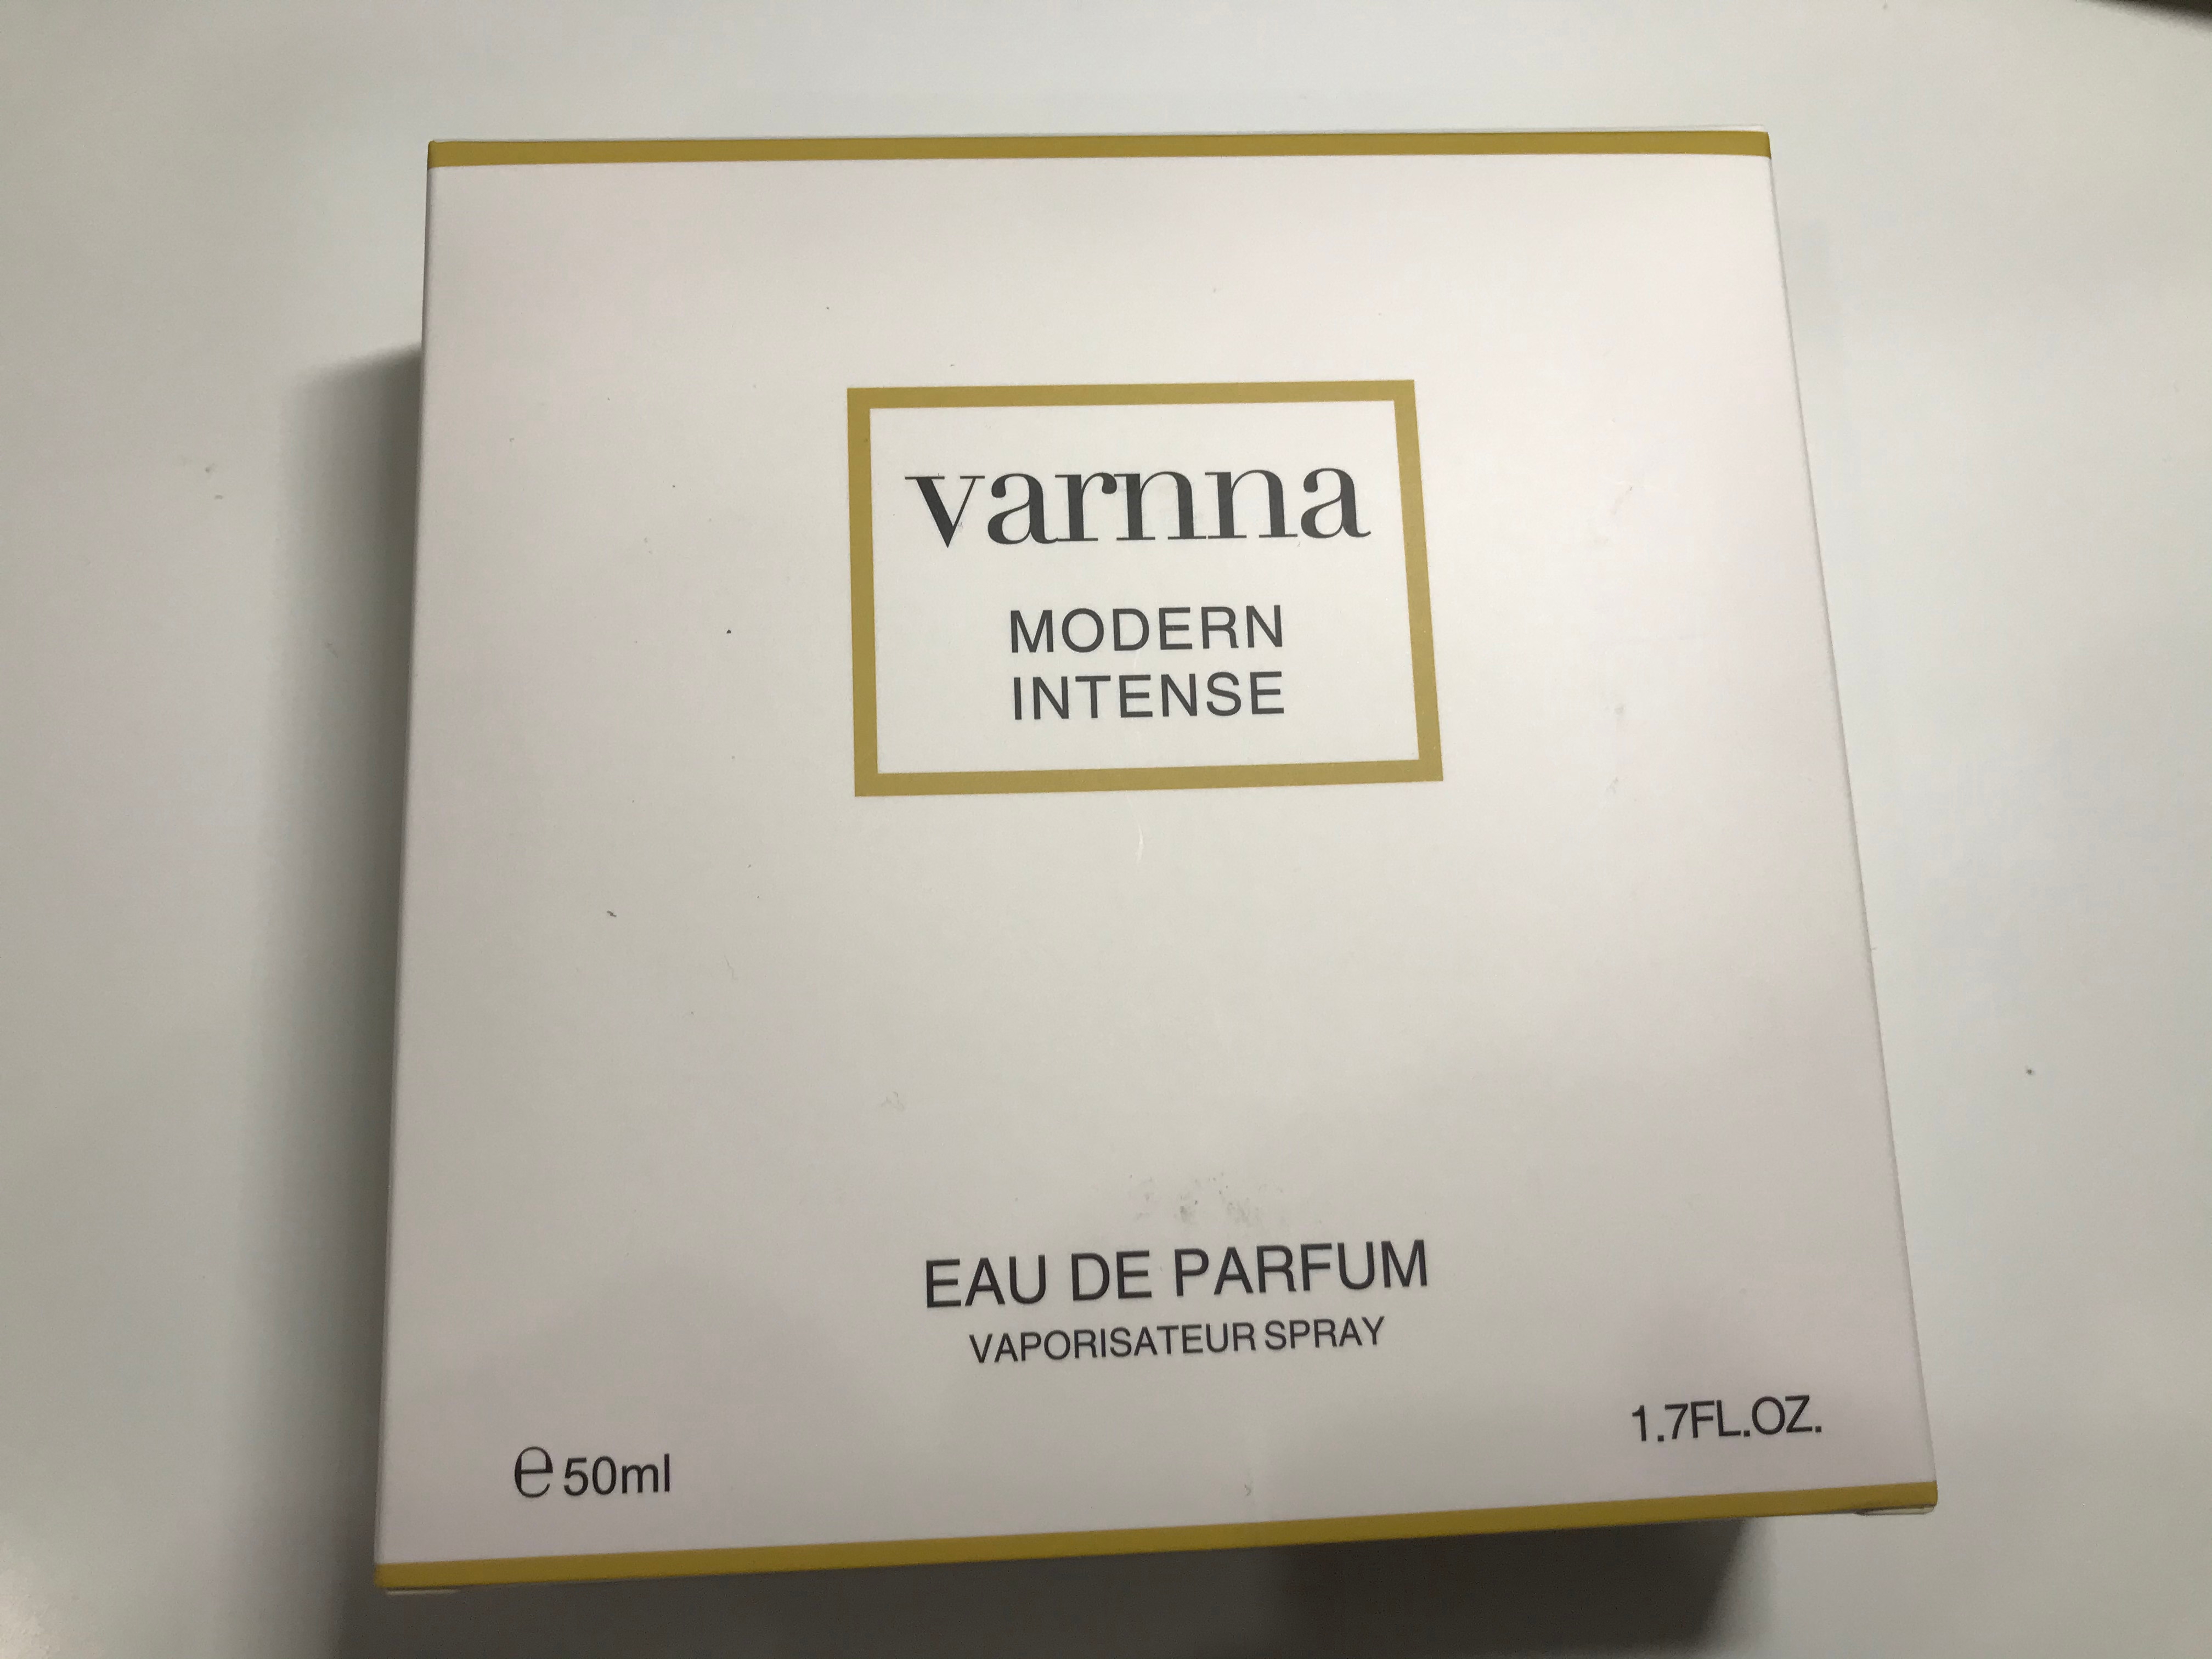 varnna
MODERN
INTENSE
EAU DE PARFUM
VAPORISATEUR SPRAY
1.7FL.OZ.
℮50ml